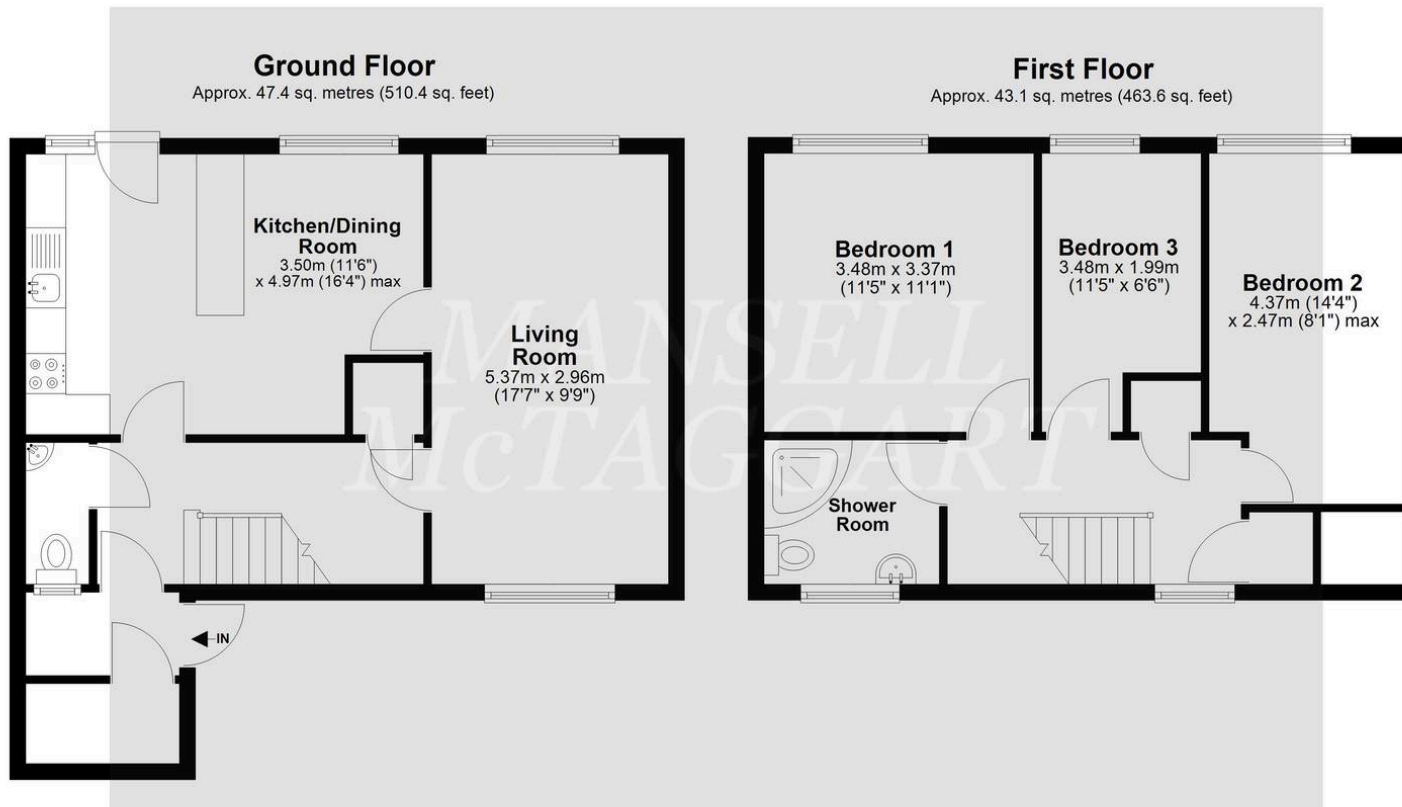 Ground Floor
Approx. 47.4 sq. metres (510.4 sq. feet)
First Floor
Approx. 43.1 sq. metres (463.6 sq. feet)
Kitchen/Dining
Room
3.50m (11'6")
x 4.97m (16'4") max
Living
Room
5.37m x 2.96m
(17'7" x 9'9")
IN
Bedroom 1
3.48m x 3.37m
(11'5" x 11'1")
Bedroom 3
3.48m x 1.99m
(11'5" x 6'6")
Bedroom 2
4.37m (14'4")
x 2.47m (8'1") max
Shower
Room
MANSELL
McTAGGART